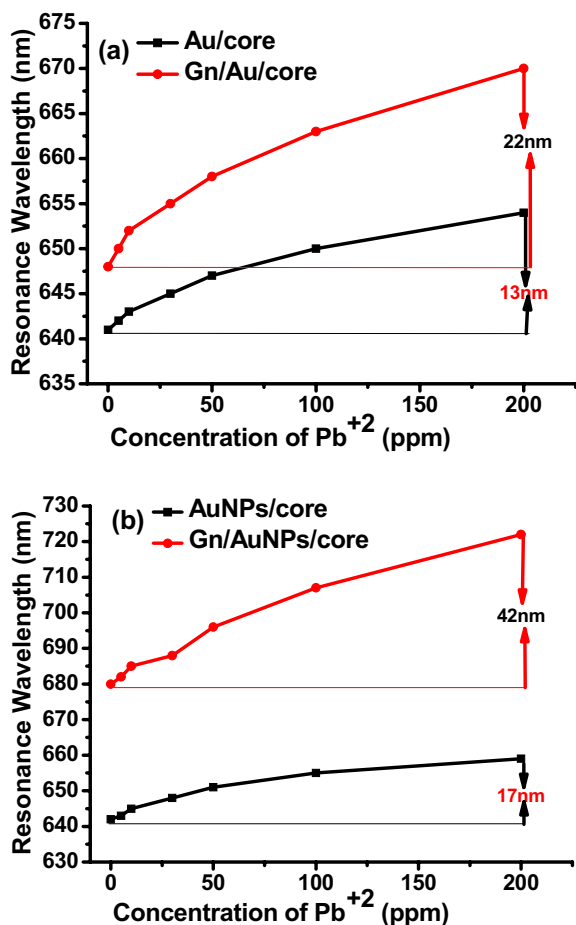 (a)
Au/core
Gn/Au/core
Resonance Wavelength (nm)
675
670
665
660
655
650
645
640
635
22nm
13nm
0 50 100 150 200
Concentration of Pb+2 (ppm)
(b)
AuNPs/core
Gn/AuNPs/core
Resonance Wavelength (nm)
730
720
710
700
690
680
670
660
650
640
630
42nm
17nm
0 50 100 150 200
Concentration of Pb+2 (ppm)